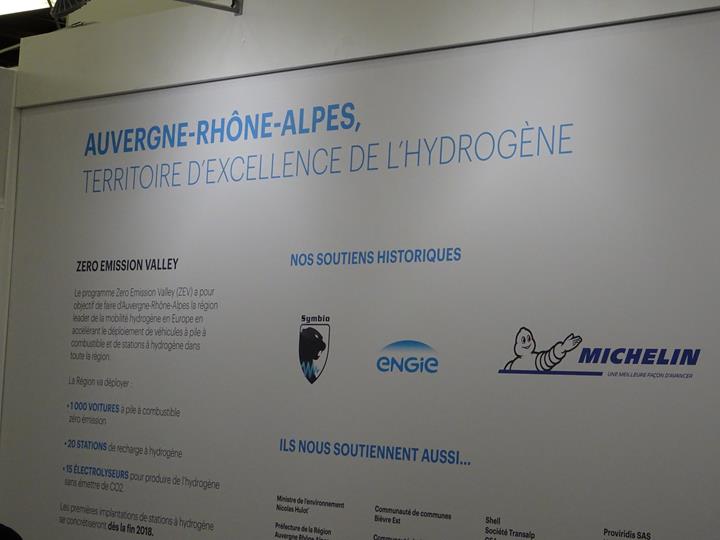 AUVERGNE-RHÔNE-ALPES,
TERRITOIRE D'EXCELLENCE DE L'HYDROGÈNE
ZERO EMISSION VALLEY
Le programme Zero Emission Valley (ZEV) a pour
objectif de faire d'Auvergne-Rhône-Alpes la région
leader de la mobilité hydrogène en Europe en
accélérant le déploiement de véhicules à pile à
combustible et de stations à hydrogène dans
toute la région.
La Région va déployer :
• 1 000 VOITURES à pile à combustible
zéro émission
• 20 STATIONS de recharge à hydrogène
• 15 ÉLECTROLYSEURS pour produire de l'hydrogène
sans émettre de CO2
Les premières implantations de stations à hydrogène
se concrétiseront dès la fin 2018.
NOS SOUTIENS HISTORIQUES
Symbio
ENGIE
MICHELIN
UNE MEILLEURE FAÇON D'AVANCER
ILS NOUS SOUTIENNENT AUSSI...
Ministre de l'environnement
Nicolas Hulot
Préfecture de la Région
Auvergne Rhône
Communauté de communes
Bièvre Est
Shell
Société Transalp
Proviridis SAS